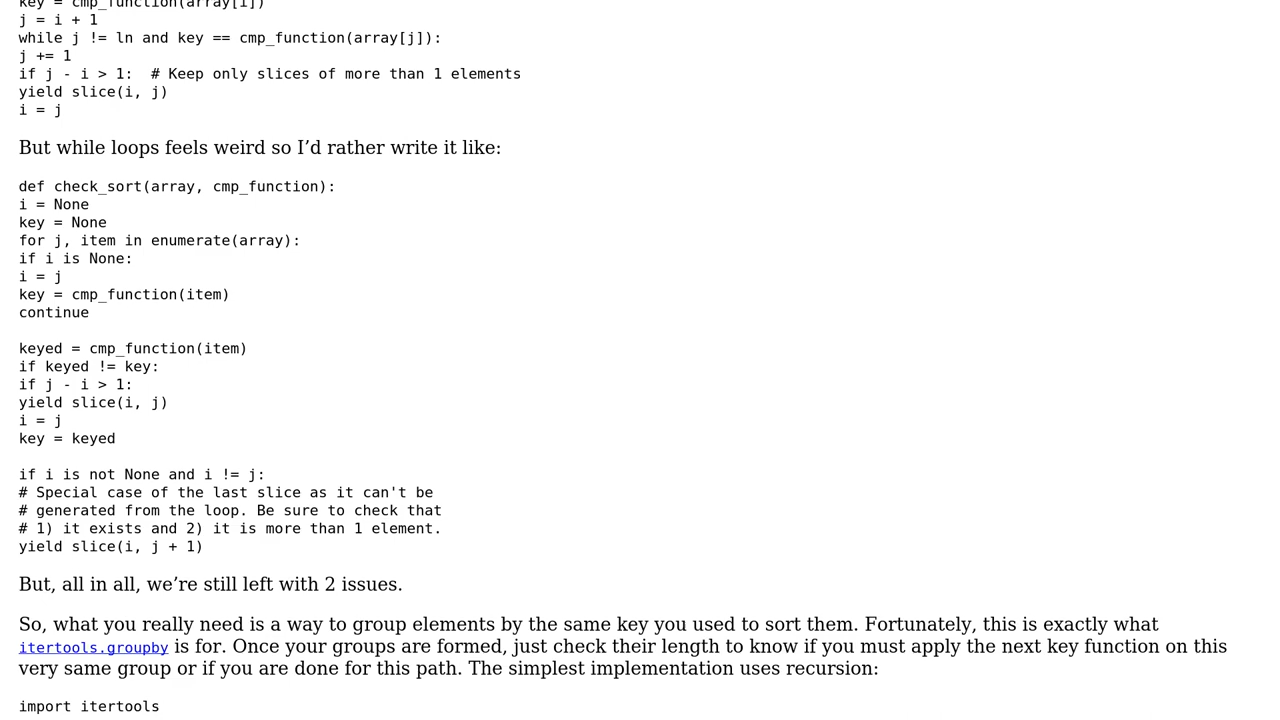 key = cmp_function(array[i])
j = i + 1
while j != ln and key == cmp_function(array[j]):
j += 1
if j - i > 1:  # Keep only slices of more than 1 elements
yield slice(i, j)
i = j
But while loops feels weird so I’d rather write it like:
def check_sort(array, cmp_function):
i = None
key = None
for j, item in enumerate(array):
if i is None:
i = j
key = cmp_function(item)
continue
keyed = cmp_function(item)
if keyed != key:
if j - i > 1:
yield slice(i, j)
i = j
key = keyed
if i is not None and i != j:
# Special case of the last slice as it can't be
# generated from the loop. Be sure to check that
# 1) it exists and 2) it is more than 1 element.
yield slice(i, j + 1)
But, all in all, we’re still left with 2 issues.
So, what you really need is a way to group elements by the same key you used to sort them. Fortunately, this is exactly what
itertools.groupby is for. Once your groups are formed, just check their length to know if you must apply the next key function on this
very same group or if you are done for this path. The simplest implementation uses recursion:
import itertools